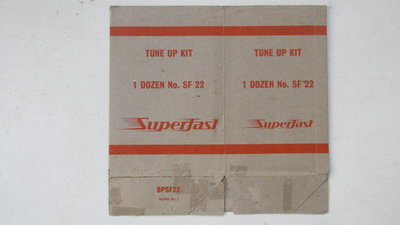 TUNE UP KIT
1 DOZEN No. SF 22
Superfast
TUNE UP KIT
1 DOZEN No. SF 22
Superfast
BPSF22